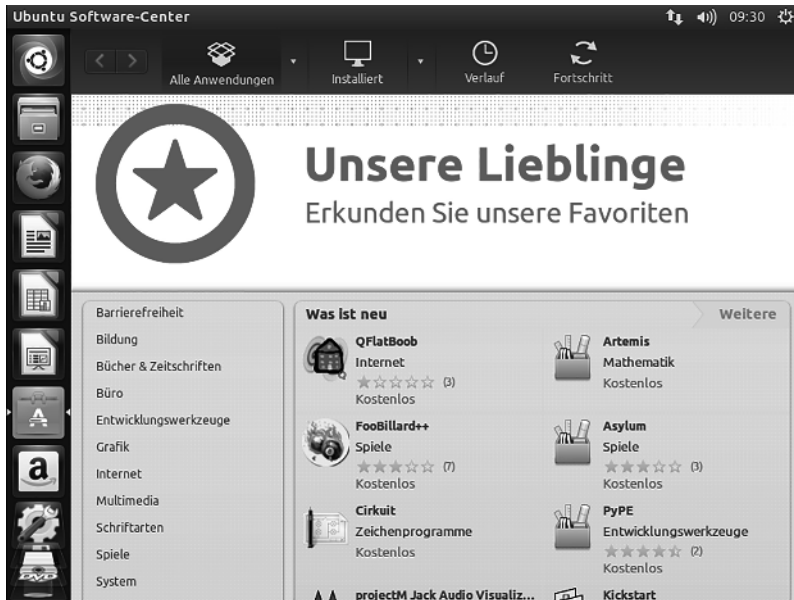 Ubuntu Software-Center
09:30
Alle Anwendungen
Installiert
Verlauf
Fortschritt
Unsere Lieblinge
Erkunden Sie unsere Favoriten
Barrierefreiheit
Bildung
Bücher & Zeitschriften
Büro
Entwicklungswerkzeuge
Grafik
Internet
Multimedia
Schriftarten
Spiele
System
Was ist neu
Weitere
QFlatBoob
Internet
(3)
Kostenlos
Artemis
Mathematik
Kostenlos
FooBillard++
Spiele
(7)
Kostenlos
Asylum
Spiele
(3)
Kostenlos
Cirkuit
Zeichenprogramme
Kostenlos
PyPE
Entwicklungswerkzeuge
(2)
Kostenlos
projectM Jack Audio Visualiz...
Kickstart
a
DVD